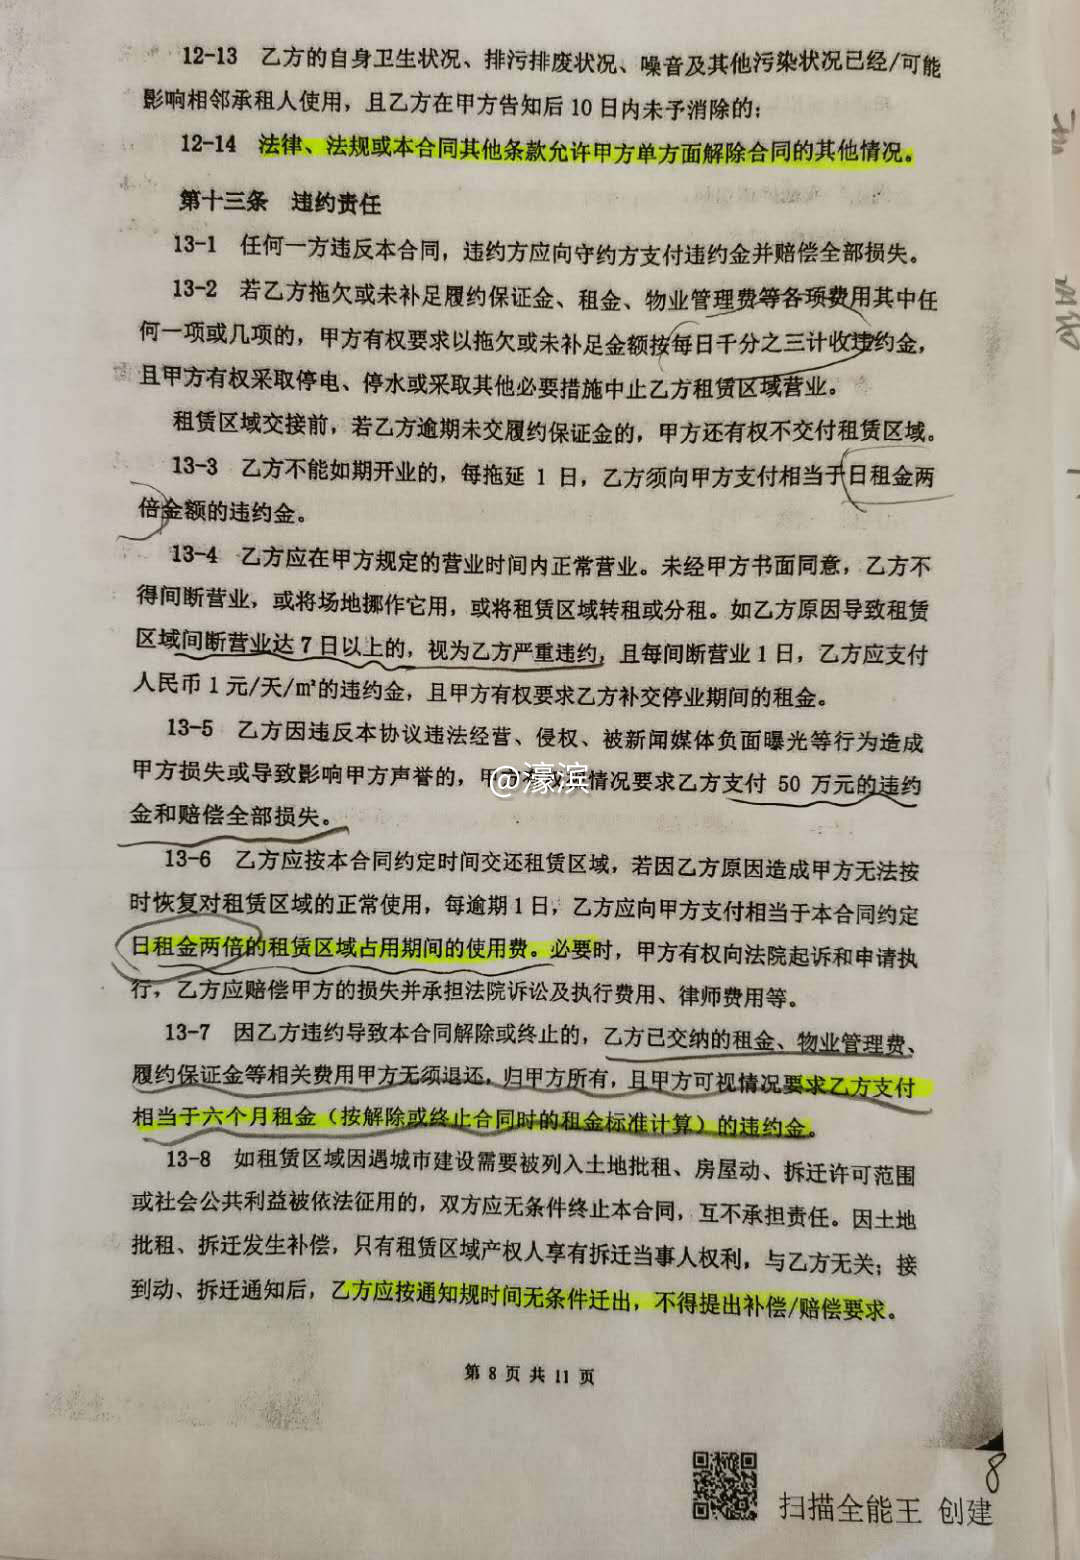 12-13 乙方的自身卫生状况、排污排废状况、噪音及其他污染状况已经/可能
影响相邻承租人使用，且乙方在甲方告知后 10 日内未予消除的；
12-14 法律、法规或本合同其他条款允许甲方单方面解除合同的其他情况。
第十三条 违约责任
13-1 任何一方违反本合同，违约方应向守约方支付违约金并赔偿全部损失。
13-2 若乙方拖欠或未补足履约保证金、租金、物业管理费等各项费用其中任
何一项或几项的，甲方有权要求以拖欠或未补足金额按每日千分之三计收违约金，
且甲方有权采取停电、停水或采取其他必要措施中止乙方租赁区域营业。
租赁区域交接前，若乙方逾期未交履约保证金的，甲方还有权不交付租赁区域。
13-3 乙方不能如期开业的，每拖延 1 日，乙方须向甲方支付相当于日租金两
倍金额的违约金。
13-4 乙方应在甲方规定的营业时间内正常营业。未经甲方书面同意，乙方不
得间断营业，或将场地挪作它用，或将租赁区域转租或分租。如乙方原因导致租赁
区域间断营业达 7 日以上的，视为乙方严重违约，且每间断营业 1 日，乙方应支付
人民币 1 元/天/㎡的违约金，且甲方有权要求乙方补交停业期间的租金。
13-5 乙方因违反本协议违法经营、侵权、被新闻媒体负面曝光等行为造成
甲方损失或导致影响甲方声誉的，甲方 情况要求乙方支付 50 万元的违约
@濠滨
金和赔偿全部损失。
13-6 乙方应按本合同约定时间交还租赁区域，若因乙方原因造成甲方无法按
时恢复对租赁区域的正常使用，每逾期 1 日，乙方应向甲方支付相当于本合同约定
日租金两倍的租赁区域占用期间的使用费。必要时，甲方有权向法院起诉和申请执
行，乙方应赔偿甲方的损失并承担法院诉讼及执行费用、律师费用等。
13-7 因乙方违约导致本合同解除或终止的，乙方已交纳的租金、物业管理费、
履约保证金等相关费用甲方无须退还，归甲方所有，且甲方可视情况要求乙方支付
相当于六个月租金（按解除或终止合同时的租金标准计算）的违约金。
13-8 如租赁区域因遇城市建设需要被列入土地批租、房屋动、拆迁许可范围
或社会公共利益被依法征用的，双方应无条件终止本合同，互不承担责任。因土地
批租、拆迁发生补偿，只有租赁区域产权人享有拆迁当事人权利，与乙方无关；接
到动、拆迁通知后，乙方应按通知规时间无条件迁出，不得提出补偿/赔偿要求。
第 8 页 共 11 页
8
扫描全能王 创建